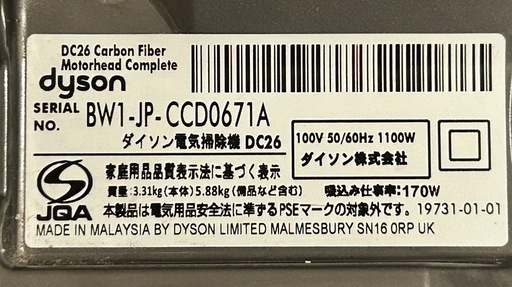 DC26 Carbon Fiber
Motorhead Complete
dyson
SERIAL NO. BW1-JP-CCD0671A
ダイソン電気掃除機 DC26
100V 50/60Hz 1100W
ダイソン株式会社
家庭用品品質表示法に基づく表示
質量: 3.31kg(本体) 5.88kg(備品など含む) 吸込み仕事率: 170W
JQA
本製品は電気用品安全法に準ずるPSEマークの対象外です。 19731-01-01
MADE IN MALAYSIA BY DYSON LIMITED MALMESBURY SN16 0RP UK